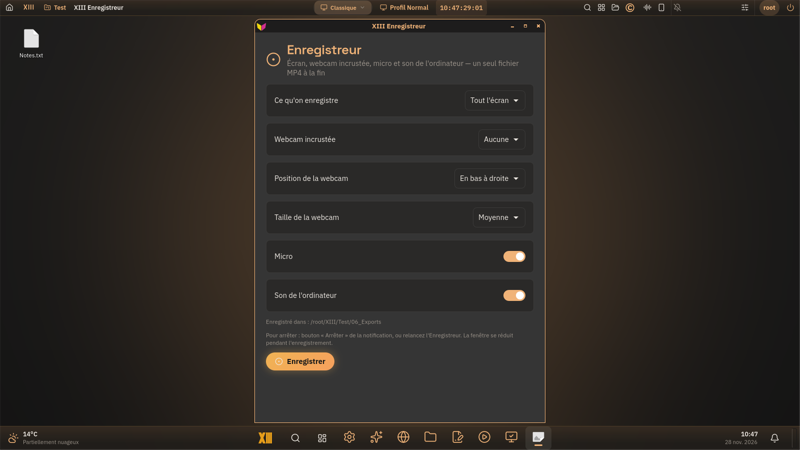 XIII
Test
XIII Enregistreur
Classique
Profil Normal
10:47:29:01
root
Notes.txt
XIII Enregistreur
Enregistreur
Écran, webcam incrustée, micro et son de l'ordinateur — un seul fichier
MP4 à la fin
Ce qu'on enregistre
Tout l'écran
Webcam incrustée
Aucune
Position de la webcam
En bas à droite
Taille de la webcam
Moyenne
Micro
Son de l'ordinateur
Enregistré dans : /root/XIII/Test/06_Exports
Pour arrêter : bouton « Arrêter » de la notification, ou relancez l'Enregistreur. La fenêtre se réduit
pendant l'enregistrement.
Enregistrer
14°C
Partiellement nuageux
XIII
10:47
28 nov. 2026